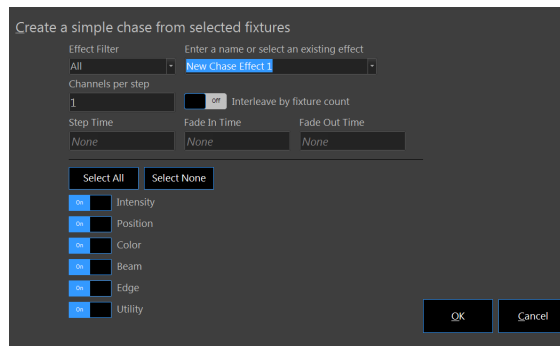 Create a simple chase from selected fixtures
Effect Filter Enter a name or select an existing effect
All New Chase Effect 1
Channels per step
1 Off Interleave by fixture count
Step Time Fade In Time Fade Out Time
None None None
Select All Select None
On Intensity
On Position
On Color
On Beam
On Edge
On Utility
OK Cancel